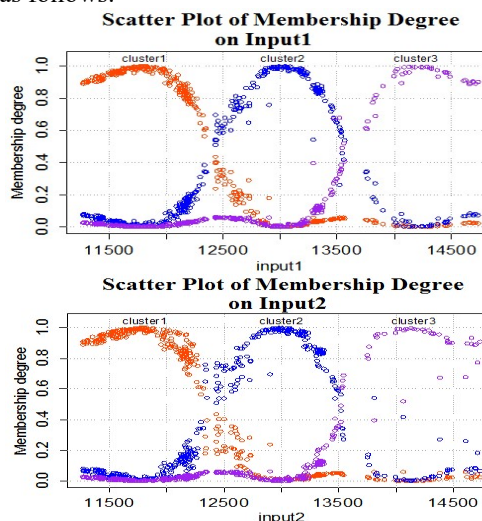 as follows:
Scatter Plot of Membership Degree
on Input1
cluster1 cluster2 cluster3
Membership degree
1.0
0.8
0.6
0.4
0.2
0.0
11500 12500 13500 14500
input1
Scatter Plot of Membership Degree
on Input2
cluster1 cluster2 cluster3
Membership degree
1.0
0.8
0.6
0.4
0.2
0.0
11500 12500 13500 14500
input2